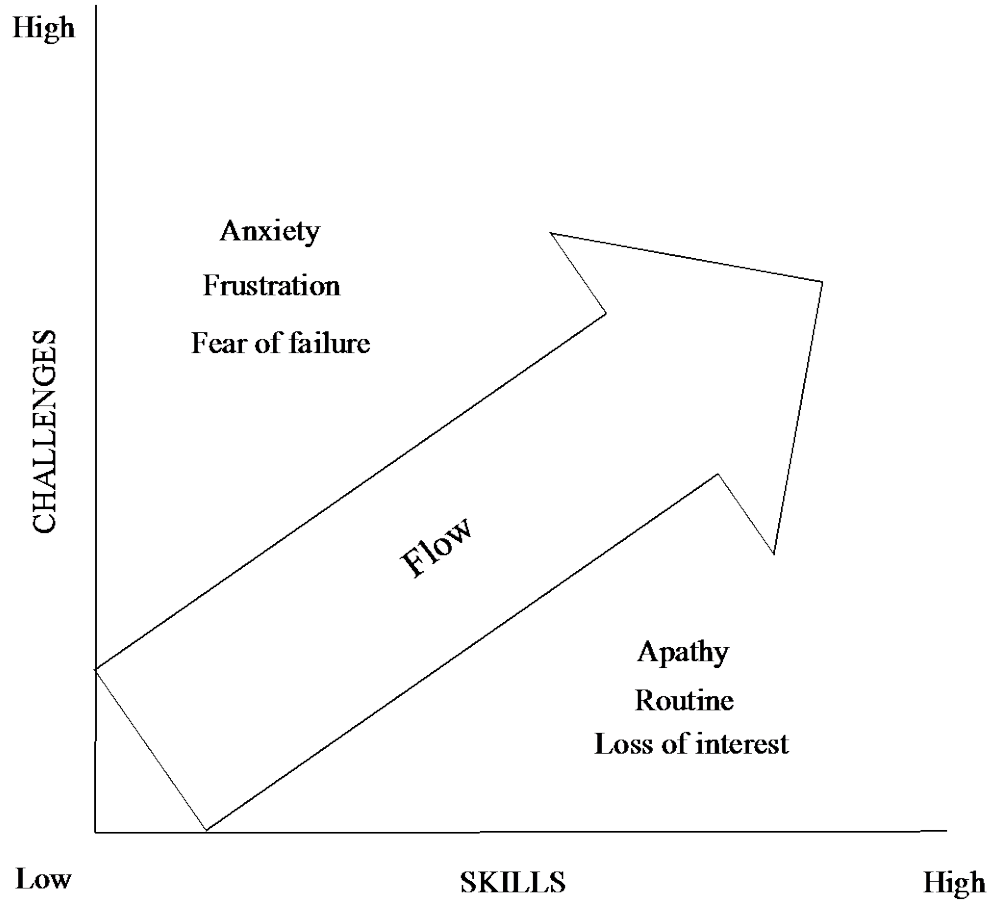 High
Anxiety
Frustration
Fear of failure
CHALLENGES
Flow
Apathy
Routine
Loss of interest
Low
SKILLS
High